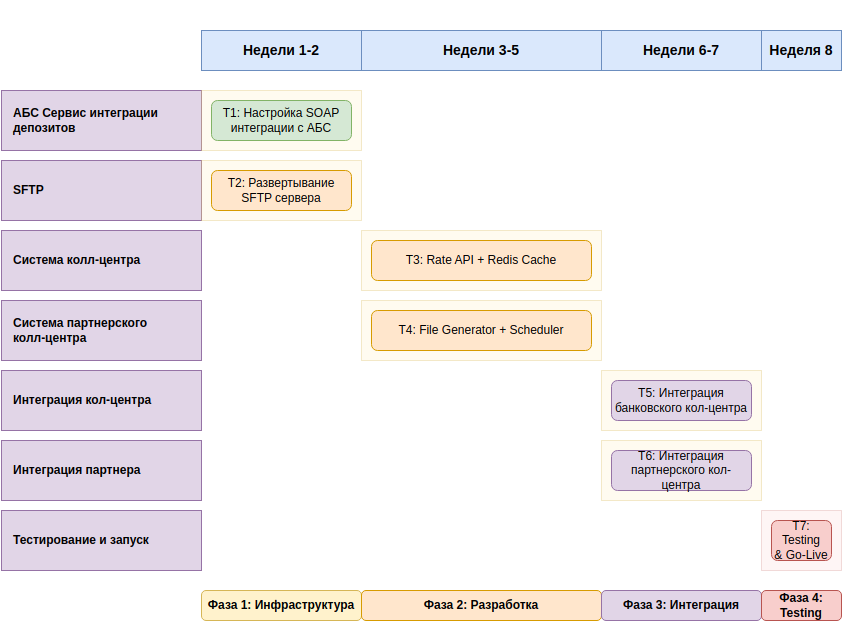 Недели 1-2
Недели 3-5
Недели 6-7
Неделя 8
АБС Сервис интеграции
депозитов
T1: Настройка SOAP
интеграции с АБС
SFTP
T2: Развертывание
SFTP сервера
Система колл-центра
T3: Rate API + Redis Cache
Система партнерского
колл-центра
T4: File Generator + Scheduler
Интеграция кол-центра
T5: Интеграция
банковского кол-центра
Интеграция партнера
T6: Интеграция
партнерского кол-
центра
Тестирование и запуск
T7:
Testing
& Go-Live
Фаза 1: Инфраструктура
Фаза 2: Разработка
Фаза 3: Интеграция
Фаза 4:
Testing